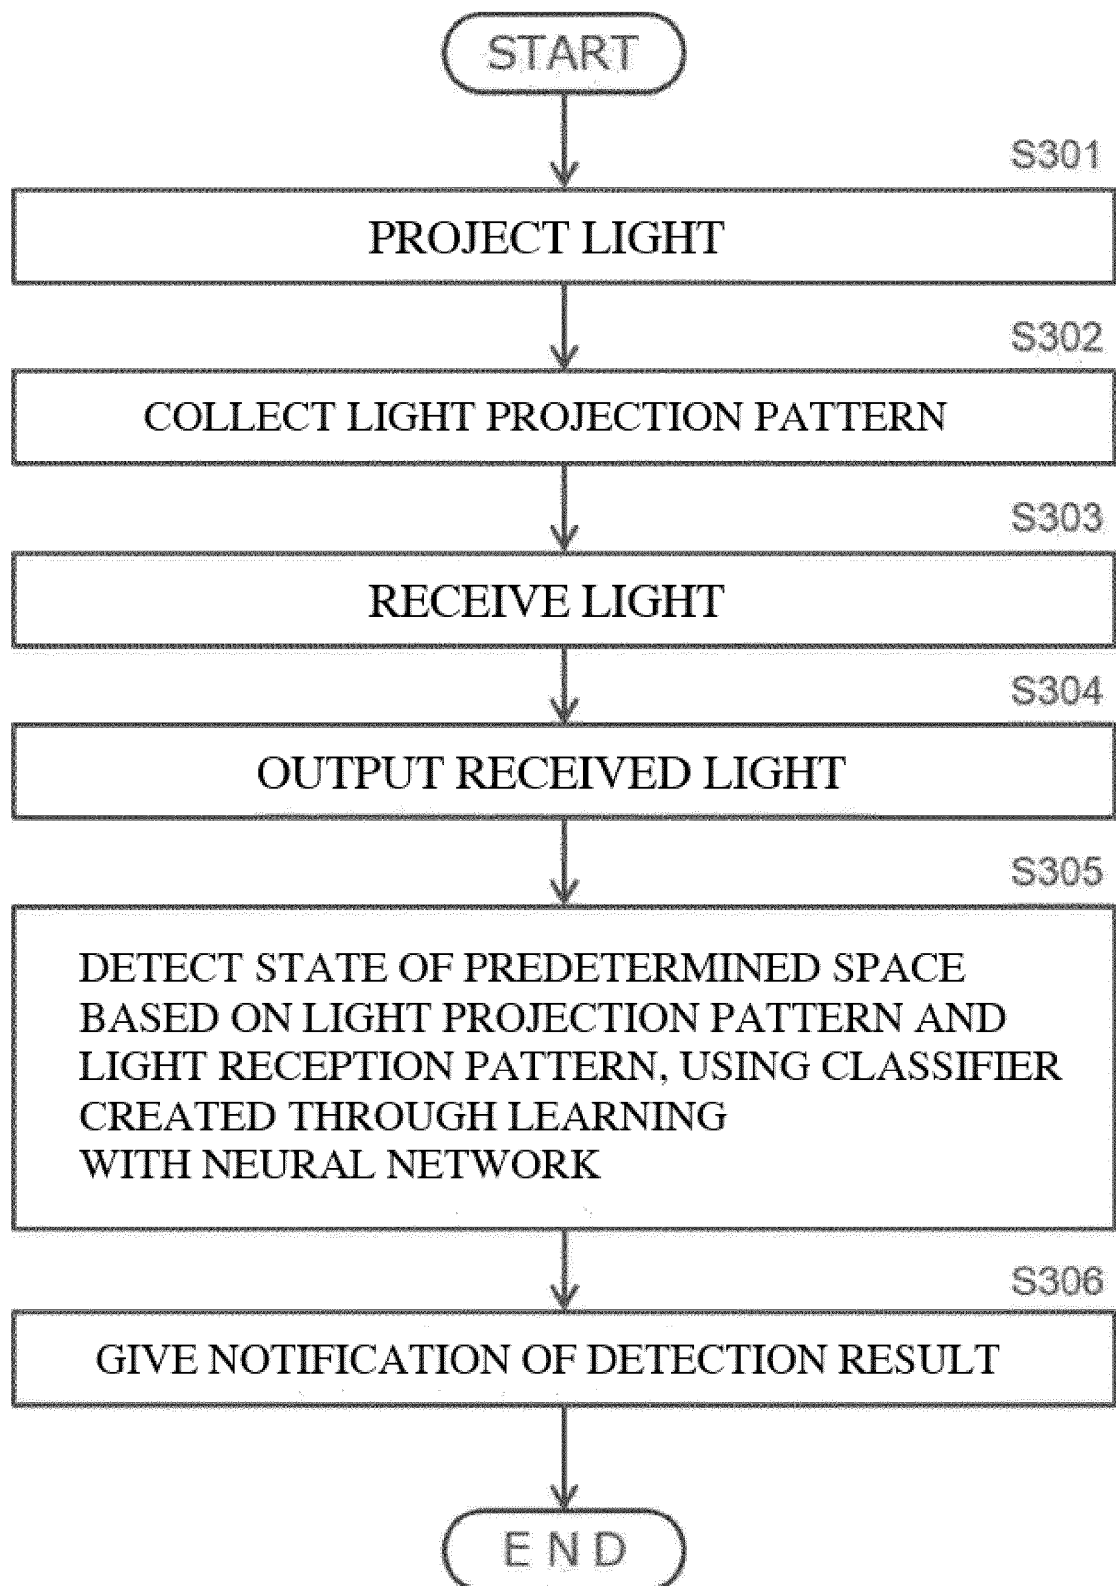 START
S301
PROJECT LIGHT
S302
COLLECT LIGHT PROJECTION PATTERN
S303
RECEIVE LIGHT
S304
OUTPUT RECEIVED LIGHT
S305
DETECT STATE OF PREDETERMINED SPACE
BASED ON LIGHT PROJECTION PATTERN AND
LIGHT RECEPTION PATTERN, USING CLASSIFIER
CREATED THROUGH LEARNING
WITH NEURAL NETWORK
S306
GIVE NOTIFICATION OF DETECTION RESULT
END